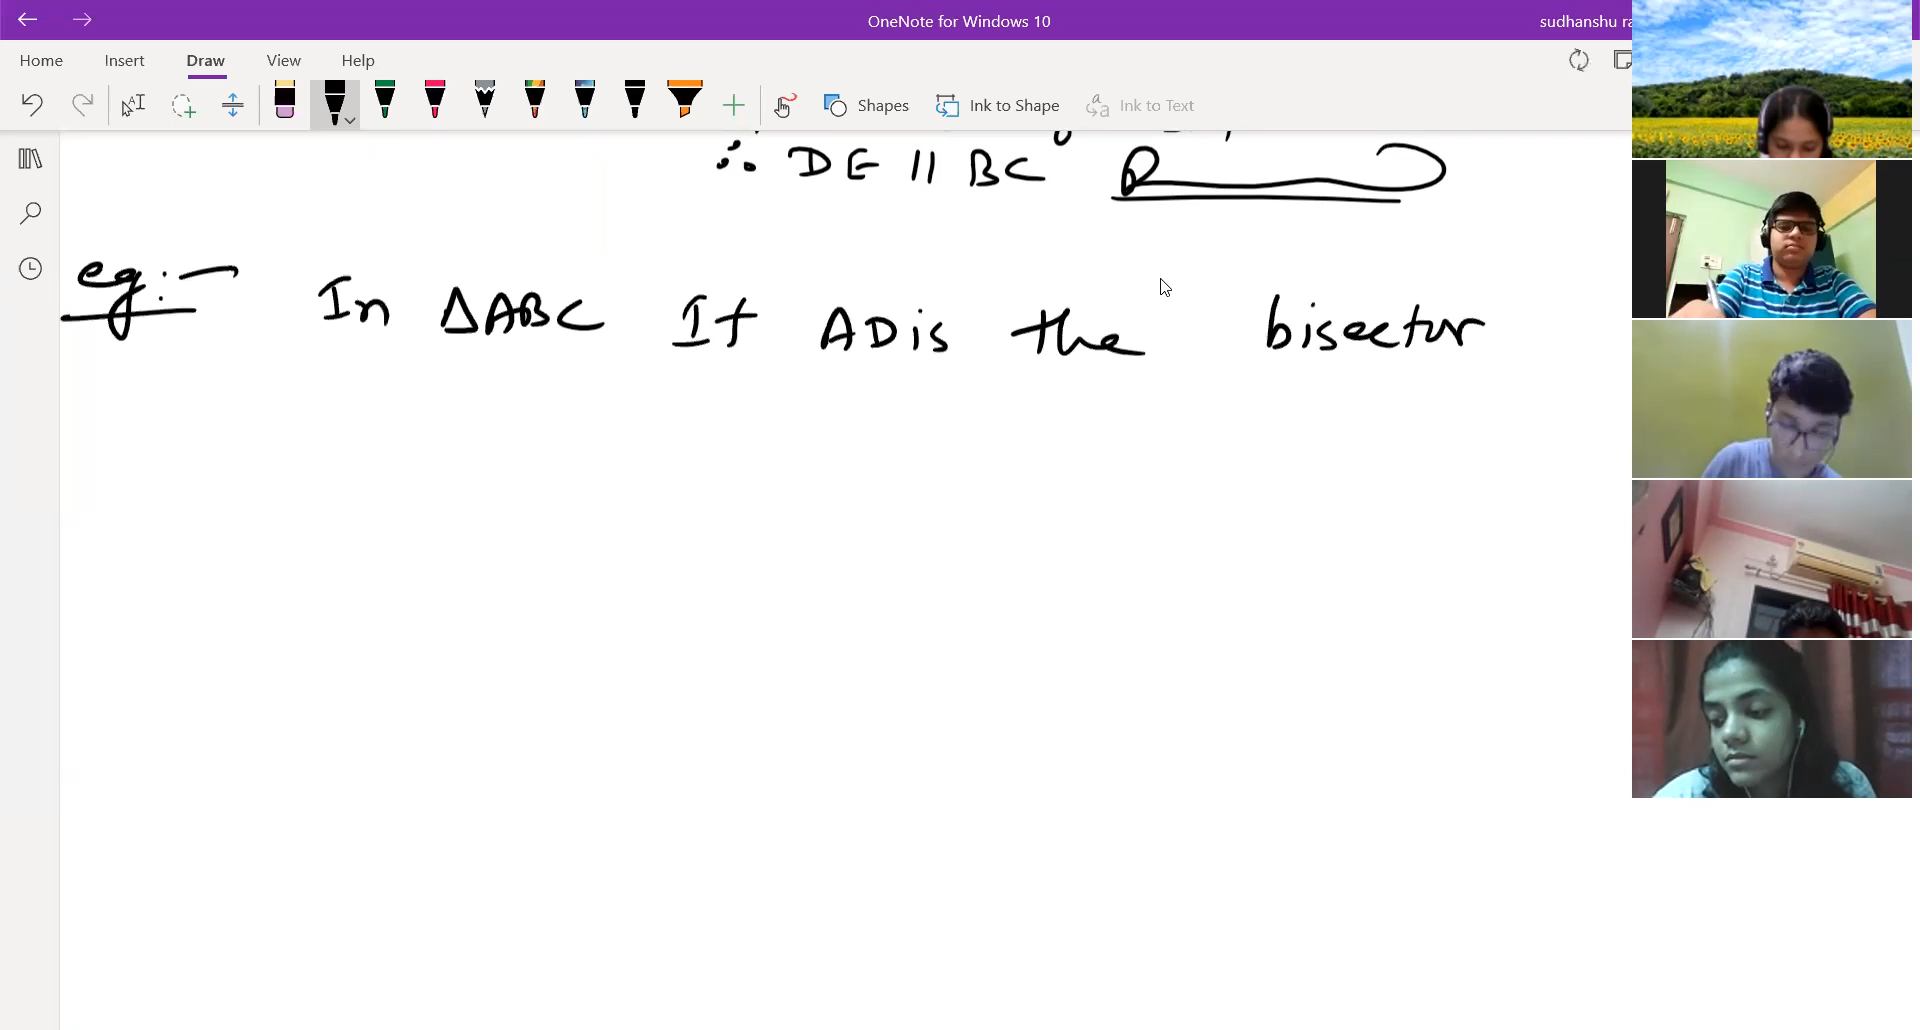 OneNote for Windows 10
sudhanshu ra
Home Insert Draw View Help
Shapes Ink to Shape Ink to Text
∴ DE || BC
eg:— In ΔABC If AD is the bisector